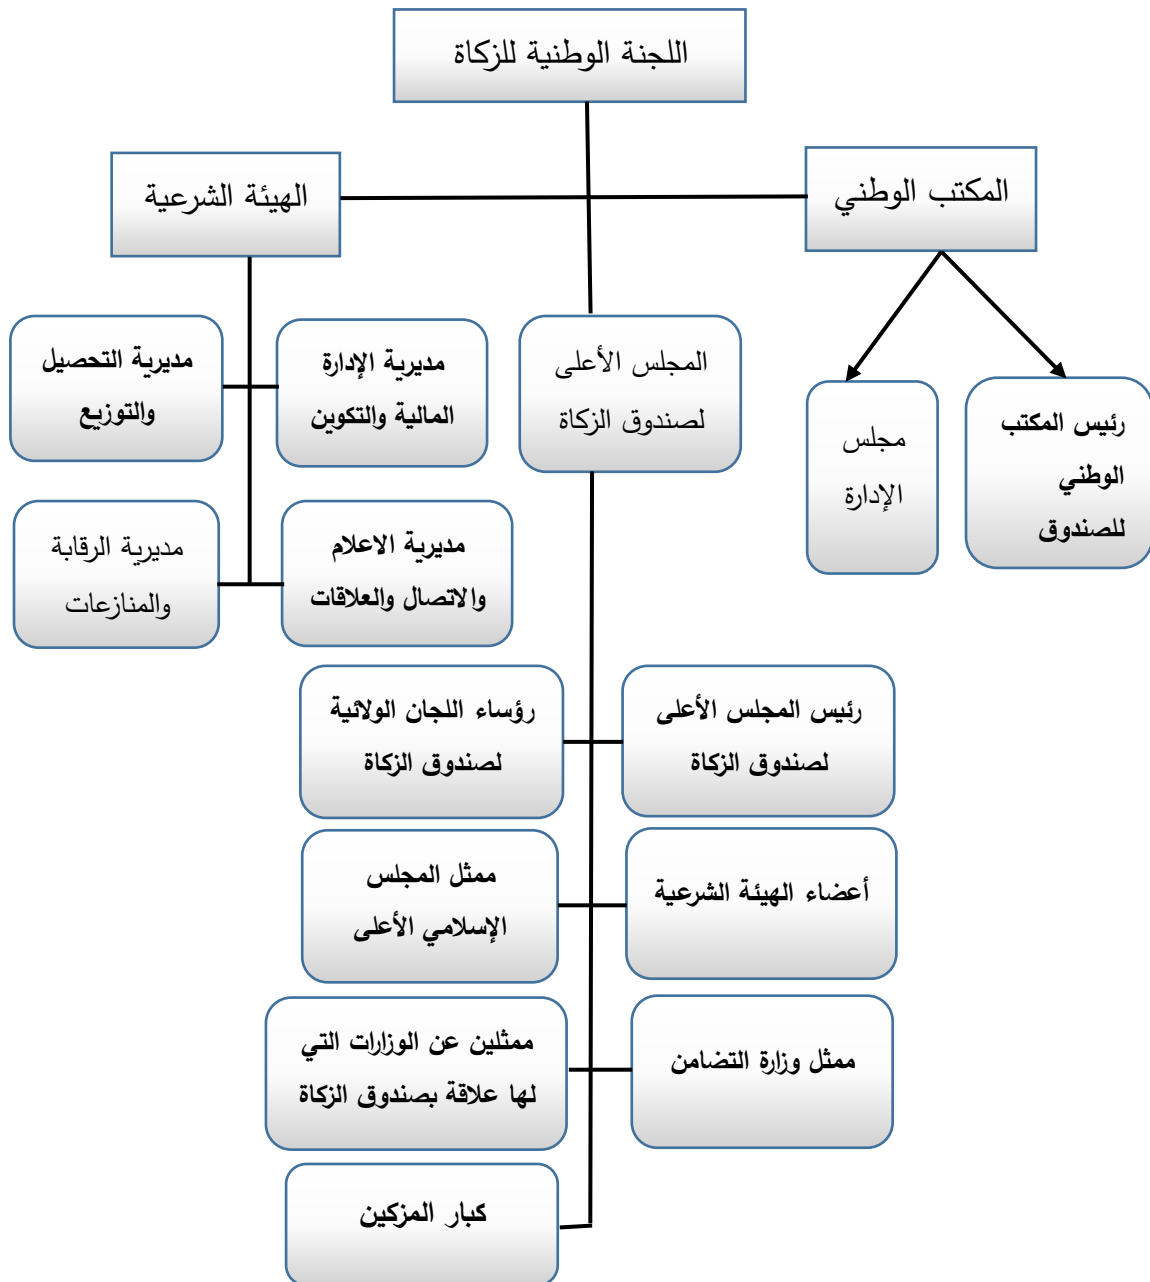 اللجنة الوطنية للزكاة
المكتب الوطني
الهيئة الشرعية
المجلس الأعلى
لصندوق الزكاة
رئيس المكتب
الوطني
للصندوق
مجلس
الإدارة
مديرية الإدارة
المالية والتكوين
مديرية التحصيل
والتوزيع
مديرية الاعلام
والاتصال والعلاقات
مديرية الرقابة
والمنازعات
رئيس المجلس الأعلى
لصندوق الزكاة
رؤساء اللجان الولائية
لصندوق الزكاة
أعضاء الهيئة الشرعية
ممثل المجلس
الإسلامي الأعلى
ممثل وزارة التضامن
ممثلين عن الوزارات التي
لها علاقة بصندوق الزكاة
كبار المزكين